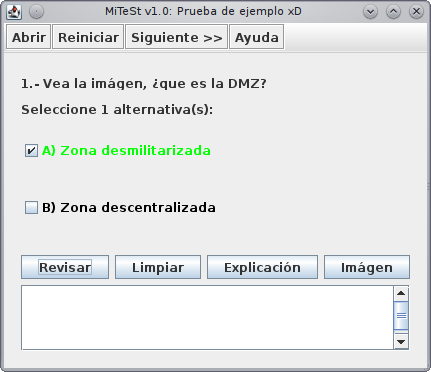 MiTeSt v1.0: Prueba de ejemplo xD
Abrir Reiniciar Siguiente >> Ayuda
1.- Vea la imágen, ¿que es la DMZ?
Seleccione 1 alternativa(s):
A) Zona desmilitarizada
B) Zona descentralizada
Revisar Limpiar Explicación Imágen